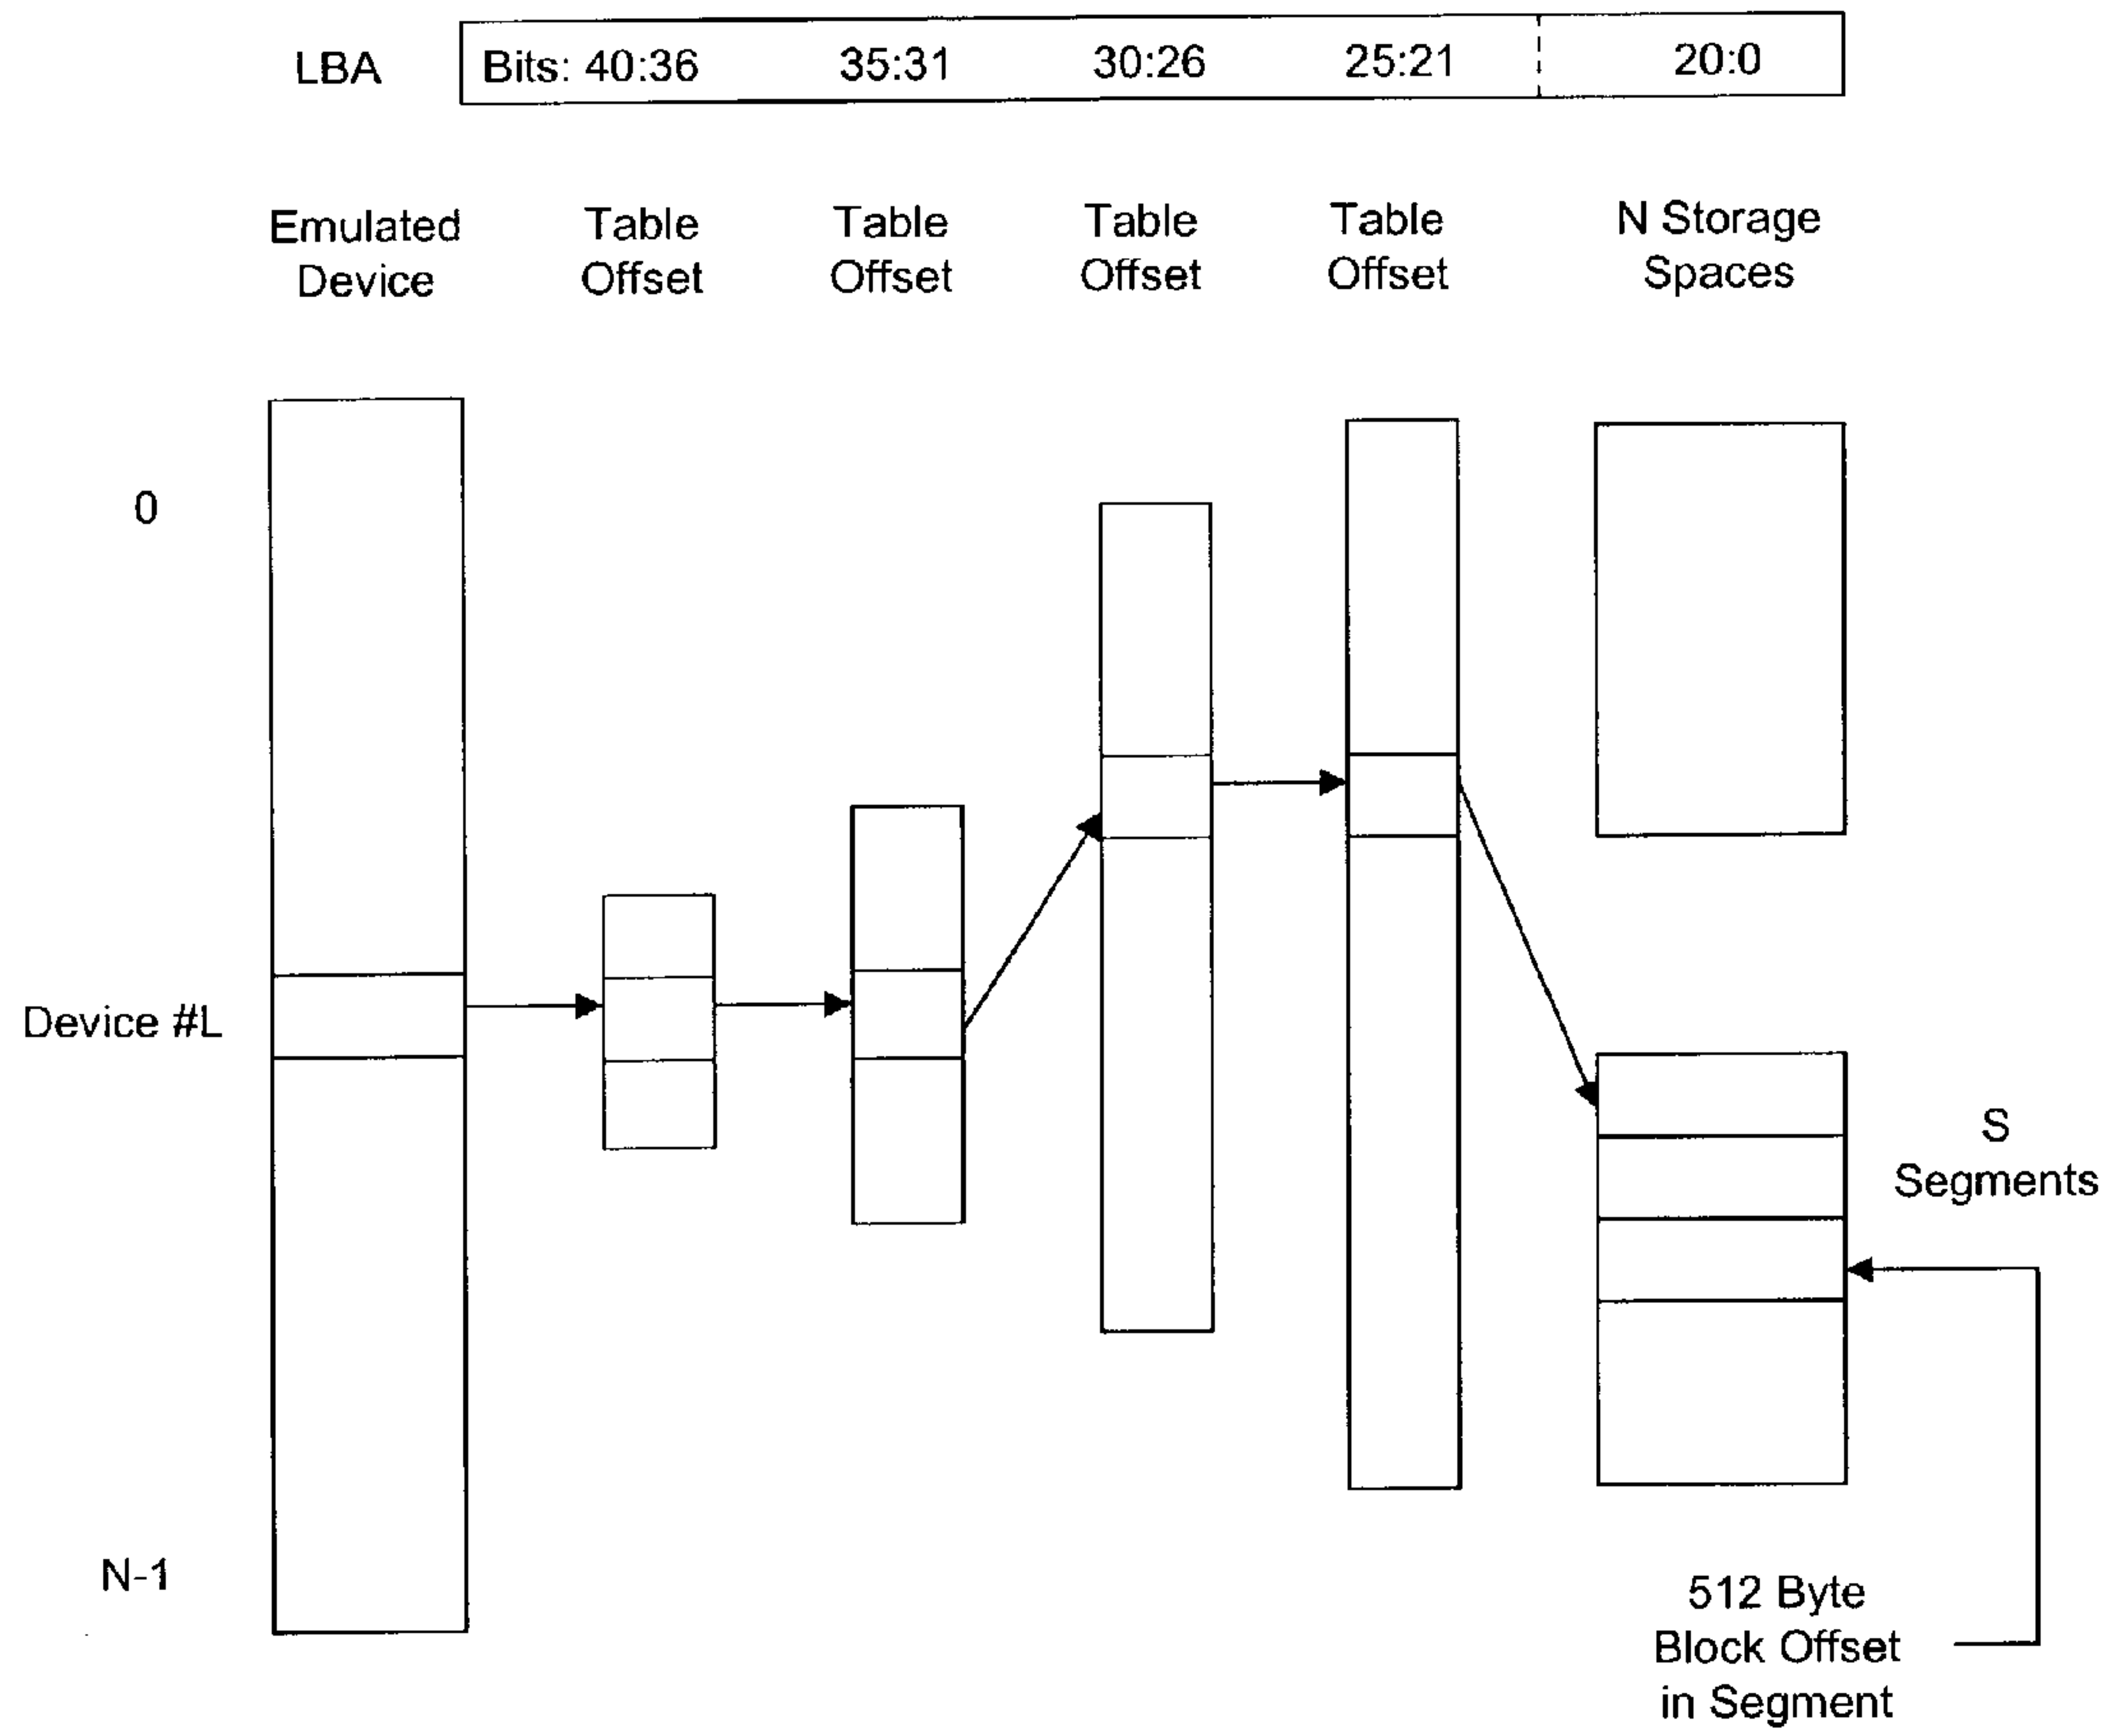 LBA Bits: 40:36 35:31 30:26 25:21 20:0
Emulated Device
Table Offset
Table Offset
Table Offset
Table Offset
N Storage Spaces
0
Device #L
S
Segments
N-1
512 Byte
Block Offset
in Segment